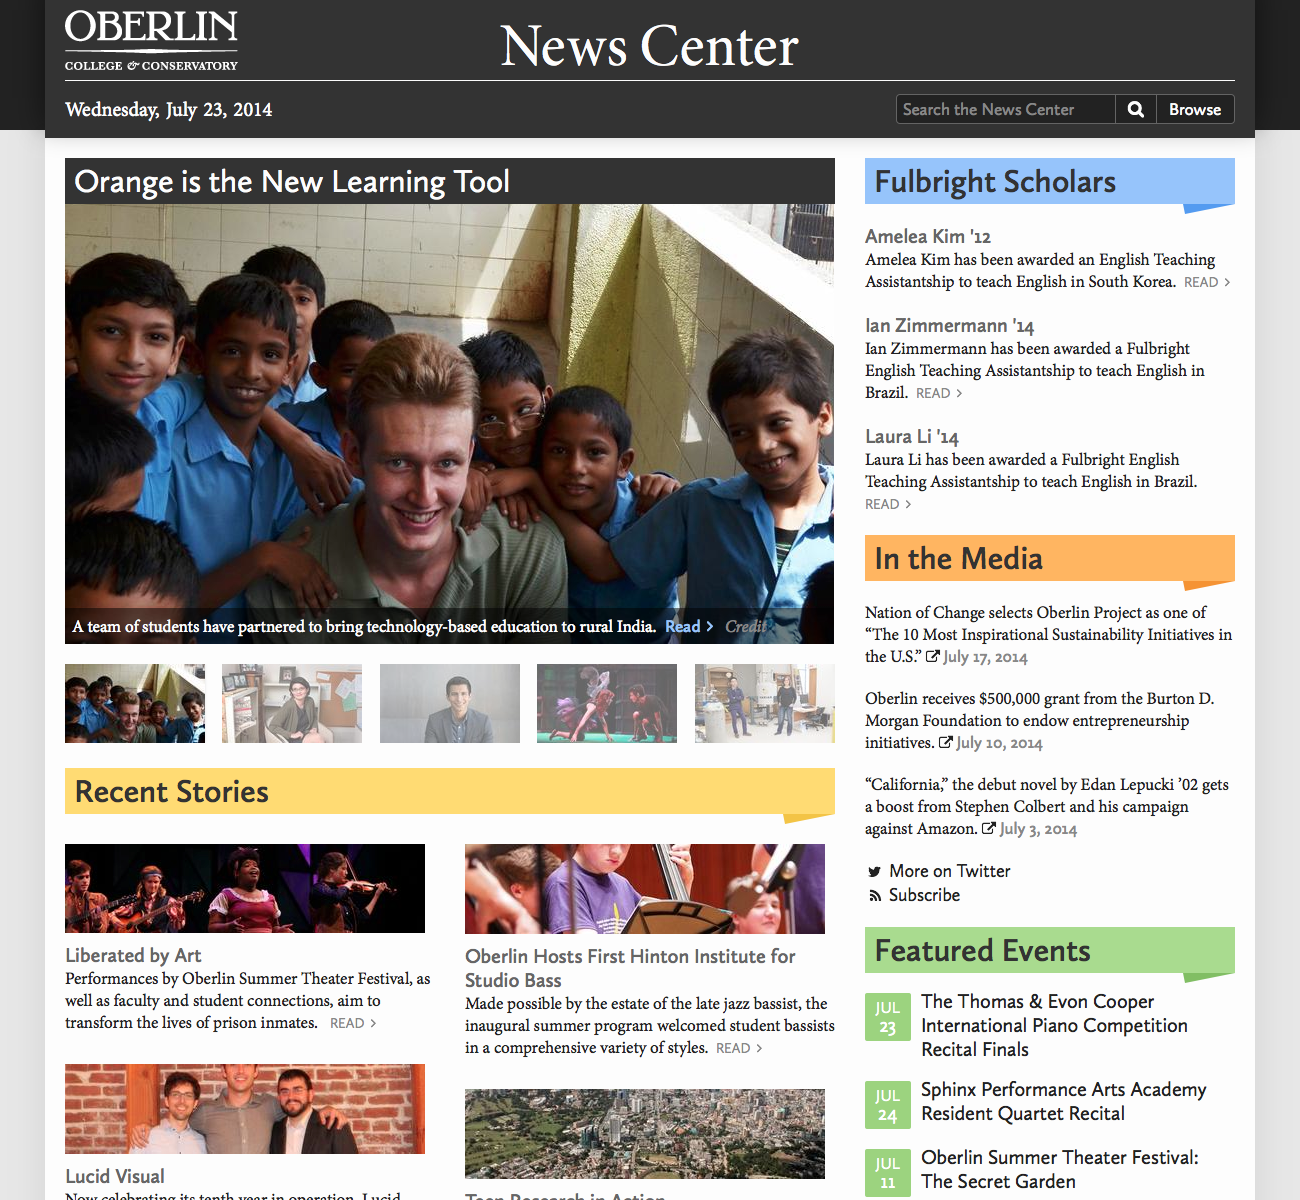 OBERLIN
COLLEGE & CONSERVATORY
News Center
Wednesday, July 23, 2014
Search the News Center
Browse
Orange is the New Learning Tool
A team of students have partnered to bring technology-based education to rural India. Read > Credit
Recent Stories
Liberated by Art
Performances by Oberlin Summer Theater Festival, as
well as faculty and student connections, aim to
transform the lives of prison inmates. READ >
Oberlin Hosts First Hinton Institute for
Studio Bass
Made possible by the estate of the late jazz bassist, the
inaugural summer program welcomed student bassists
in a comprehensive variety of styles. READ >
Lucid Visual
Now celebrating its tenth year in operation, Lucid
Teen Research in Action
Fulbright Scholars
Amelea Kim '12
Amelea Kim has been awarded an English Teaching
Assistantship to teach English in South Korea. READ >
Ian Zimmermann '14
Ian Zimmermann has been awarded a Fulbright
English Teaching Assistantship to teach English in
Brazil. READ >
Laura Li '14
Laura Li has been awarded a Fulbright English
Teaching Assistantship to teach English in Brazil.
READ >
In the Media
Nation of Change selects Oberlin Project as one of
“The 10 Most Inspirational Sustainability Initiatives in
the U.S.” July 17, 2014
Oberlin receives $500,000 grant from the Burton D.
Morgan Foundation to endow entrepreneurship
initiatives. July 10, 2014
“California,” the debut novel by Edan Lepucki ’02 gets
a boost from Stephen Colbert and his campaign
against Amazon. July 3, 2014
More on Twitter
Subscribe
Featured Events
JUL
23
The Thomas & Evon Cooper
International Piano Competition
Recital Finals
JUL
24
Sphinx Performance Arts Academy
Resident Quartet Recital
JUL
11
Oberlin Summer Theater Festival:
The Secret Garden